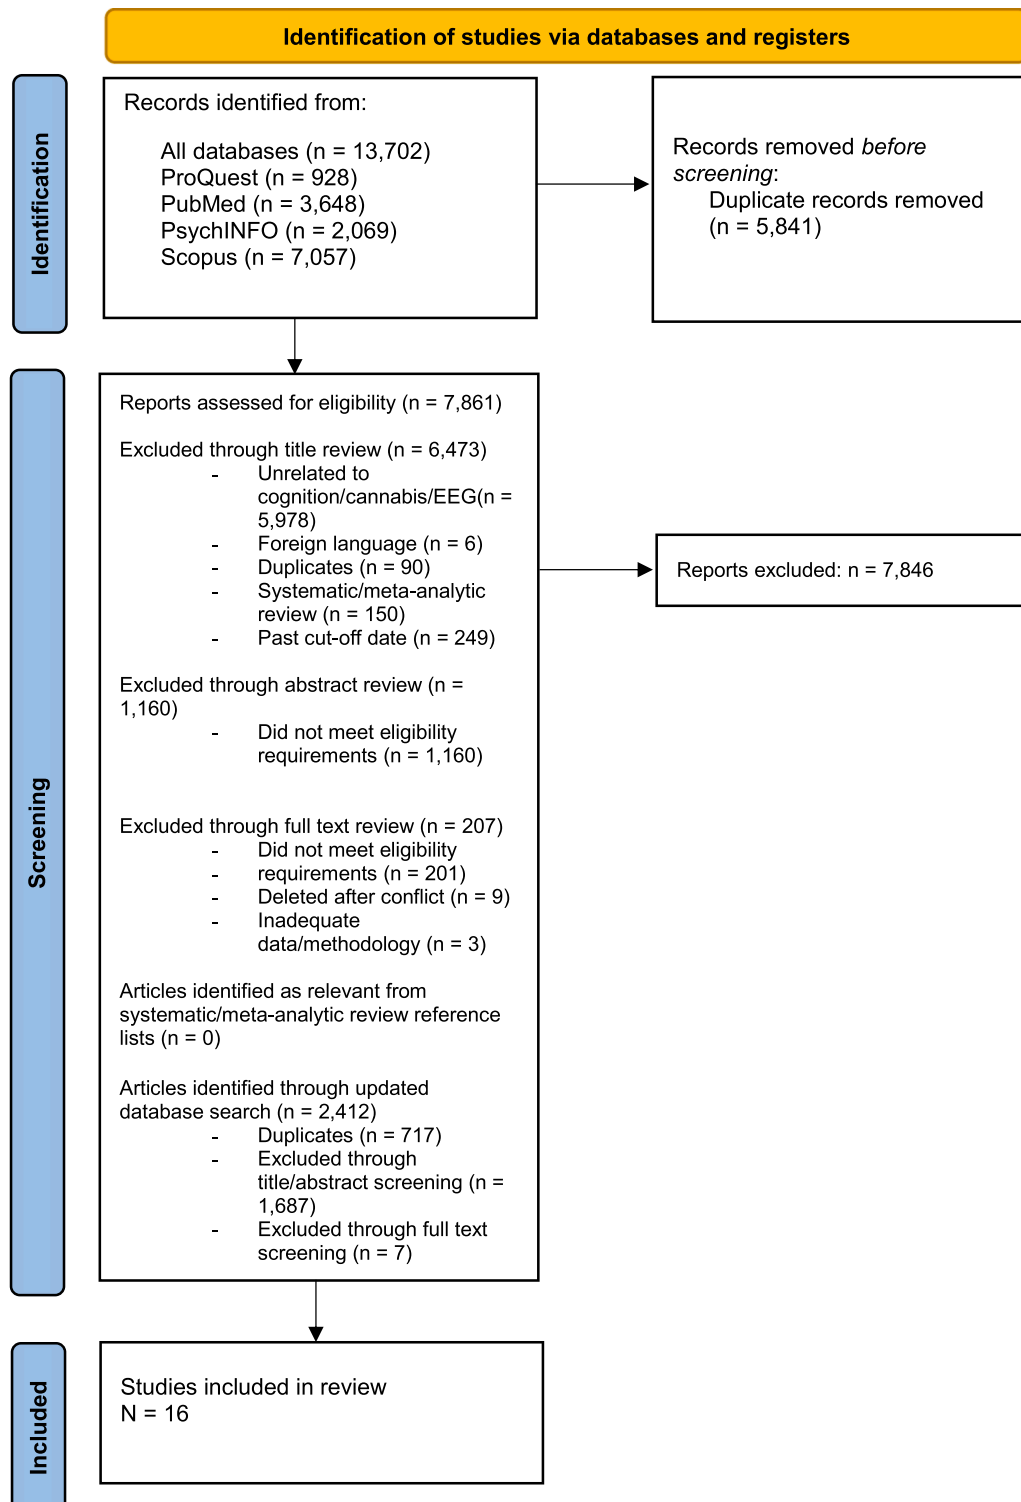 Identification of studies via databases and registers
Identification
Records identified from:
All databases (n = 13,702)
ProQuest (n = 928)
PubMed (n = 3,648)
PsychINFO (n = 2,069)
Scopus (n = 7,057)
Records removed before
screening:
Duplicate records removed
(n = 5,841)
Screening
Reports assessed for eligibility (n = 7,861)
Excluded through title review (n = 6,473)
- Unrelated to
cognition/cannabis/EEG(n =
5,978)
- Foreign language (n = 6)
- Duplicates (n = 90)
- Systematic/meta-analytic
review (n = 150)
- Past cut-off date (n = 249)
Excluded through abstract review (n =
1,160)
- Did not meet eligibility
requirements (n = 1,160)
Excluded through full text review (n = 207)
- Did not meet eligibility
- requirements (n = 201)
- Deleted after conflict (n = 9)
- Inadequate
data/methodology (n = 3)
Articles identified as relevant from
systematic/meta-analytic review reference
lists (n = 0)
Articles identified through updated
database search (n = 2,412)
- Duplicates (n = 717)
- Excluded through
title/abstract screening (n =
1,687)
- Excluded through full text
screening (n = 7)
Reports excluded: n = 7,846
Included
Studies included in review
N = 16